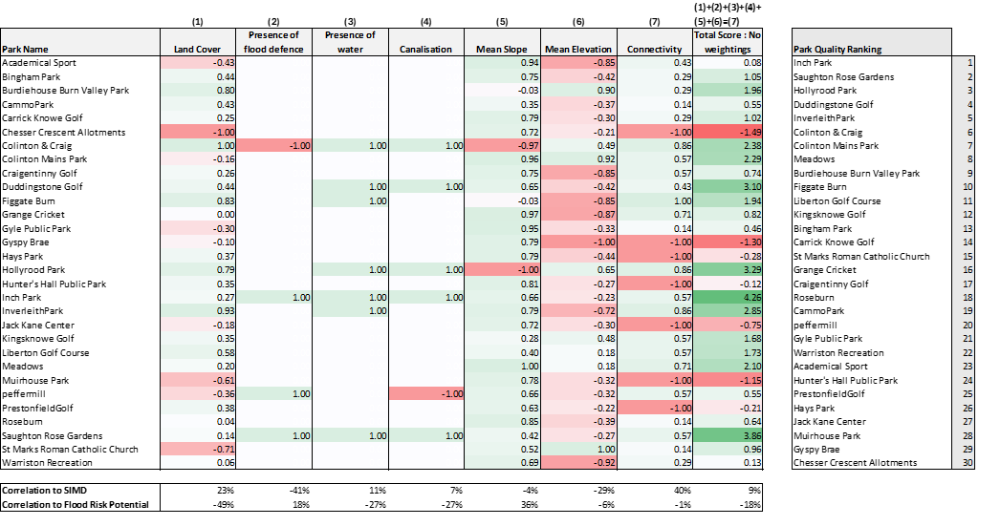 (1)+(2)+(3)+(4)+
(1) (2) (3) (4) (5) (6) (7) (5)+(6)=(7)
Park Name Land Cover Presence of flood defence Presence of water Canalisation Mean Slope Mean Elevation Connectivity Total Score : No weightings Park Quality Ranking
Academical Sport -0.43 0.94 -0.85 0.43 0.08 Inch Park 1
Bingham Park 0.44 0.75 -0.42 0.29 1.05 Saughton Rose Gardens 2
Burdiehouse Burn Valley Park 0.80 -0.03 0.90 0.29 1.96 Hollyrood Park 3
CammoPark 0.43 0.35 -0.37 0.14 0.55 Duddingstone Golf 4
Carrick Knowe Golf 0.25 0.79 -0.30 0.29 1.02 InverleithPark 5
Chesser Crescent Allotments -1.00 0.72 -0.21 -1.00 -1.49 Colinton & Craig 6
Colinton & Craig 1.00 -1.00 1.00 1.00 -0.97 0.49 0.86 2.38 Colinton Mains Park 7
Colinton Mains Park -0.16 0.96 0.92 0.57 2.29 Meadows 8
Craigentinny Golf 0.26 0.75 -0.85 0.57 0.74 Burdiehouse Burn Valley Park 9
Duddingstone Golf 0.44 1.00 1.00 0.65 -0.42 0.43 3.10 Figgate Burn 10
Figgate Burn 0.83 1.00 -0.03 -0.85 1.00 1.94 Liberton Golf Course 11
Grange Cricket 0.00 0.97 -0.87 0.71 0.82 Kingsknowe Golf 12
Gyle Public Park -0.30 0.95 -0.33 0.14 0.46 Bingham Park 13
Gyspy Brae -0.10 0.79 -1.00 -1.00 -1.30 Carrick Knowe Golf 14
Hays Park 0.37 0.79 -0.44 -1.00 -0.28 St Marks Roman Catholic Church 15
Hollyrood Park 0.79 1.00 1.00 -1.00 0.65 0.86 3.29 Grange Cricket 16
Hunter's Hall Public Park 0.35 0.81 -0.27 -1.00 -0.12 Craigentinny Golf 17
Inch Park 0.27 1.00 1.00 1.00 0.66 -0.23 0.57 4.26 Roseburn 18
InverleithPark 0.93 1.00 0.79 -0.72 0.86 2.85 CammoPark 19
Jack Kane Center -0.18 0.72 -0.30 -1.00 -0.75 peffermill 20
Kingsknowe Golf 0.35 0.28 0.48 0.57 1.68 Gyle Public Park 21
Liberton Golf Course 0.58 0.40 0.18 0.57 1.73 Warriston Recreation 22
Meadows 0.20 1.00 0.18 0.71 2.10 Academical Sport 23
Muirhouse Park -0.61 0.78 -0.32 -1.00 -1.15 Hunter's Hall Public Park 24
peffermill -0.36 1.00 -1.00 0.66 -0.32 0.57 0.55 PrestonfieldGolf 25
PrestonfieldGolf 0.38 0.63 -0.22 -1.00 -0.21 Hays Park 26
Roseburn 0.04 0.85 -0.39 0.14 0.64 Jack Kane Center 27
Saughton Rose Gardens 0.14 1.00 1.00 1.00 0.42 -0.27 0.57 3.86 Muirhouse Park 28
St Marks Roman Catholic Church -0.71 0.52 1.00 0.14 0.96 Gyspy Brae 29
Warriston Recreation 0.06 0.69 -0.92 0.29 0.13 Chesser Crescent Allotments 30
Correlation to SIMD 23% -41% 11% 7% -4% -29% 40% 9%
Correlation to Flood Risk Potential -49% 18% -27% -27% 36% -6% -1% -18%